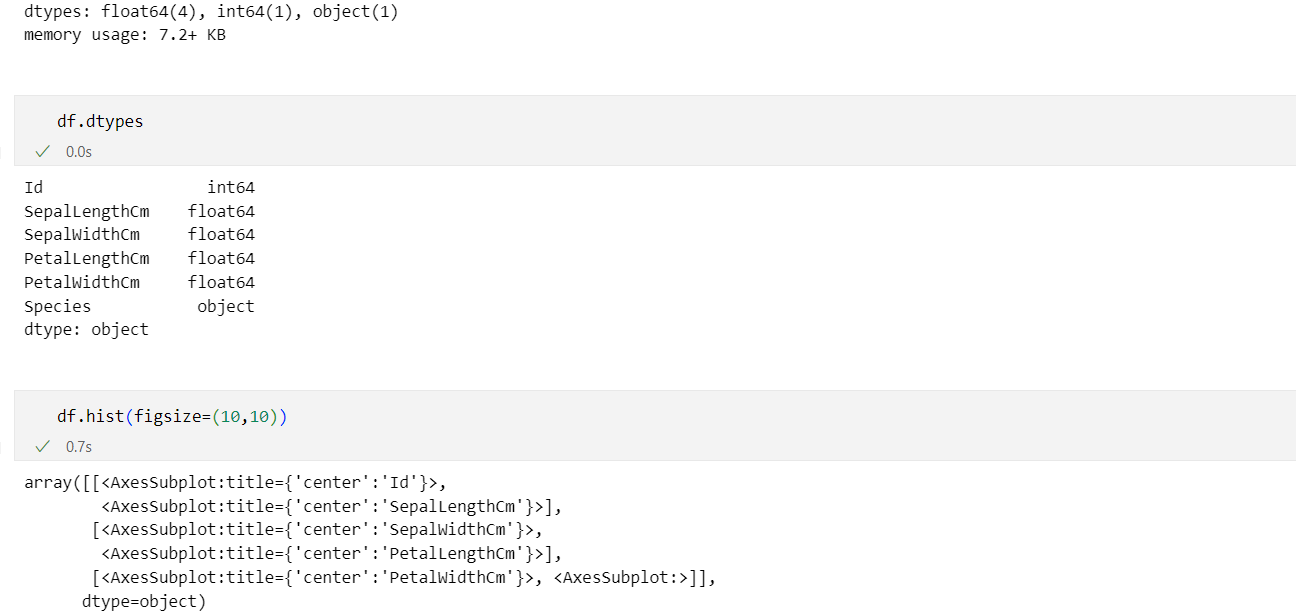 dtypes: float64(4), int64(1), object(1)
memory usage: 7.2+ KB
df.dtypes
0.0s
Id                 int64
SepalLengthCm    float64
SepalWidthCm     float64
PetalLengthCm    float64
PetalWidthCm     float64
Species           object
dtype: object
df.hist(figsize=(10,10))
0.7s
array([[<AxesSubplot:title={'center':'Id'}>,
        <AxesSubplot:title={'center':'SepalLengthCm'}>],
       [<AxesSubplot:title={'center':'SepalWidthCm'}>,
        <AxesSubplot:title={'center':'PetalLengthCm'}>],
       [<AxesSubplot:title={'center':'PetalWidthCm'}>, <AxesSubplot:>]],
      dtype=object)